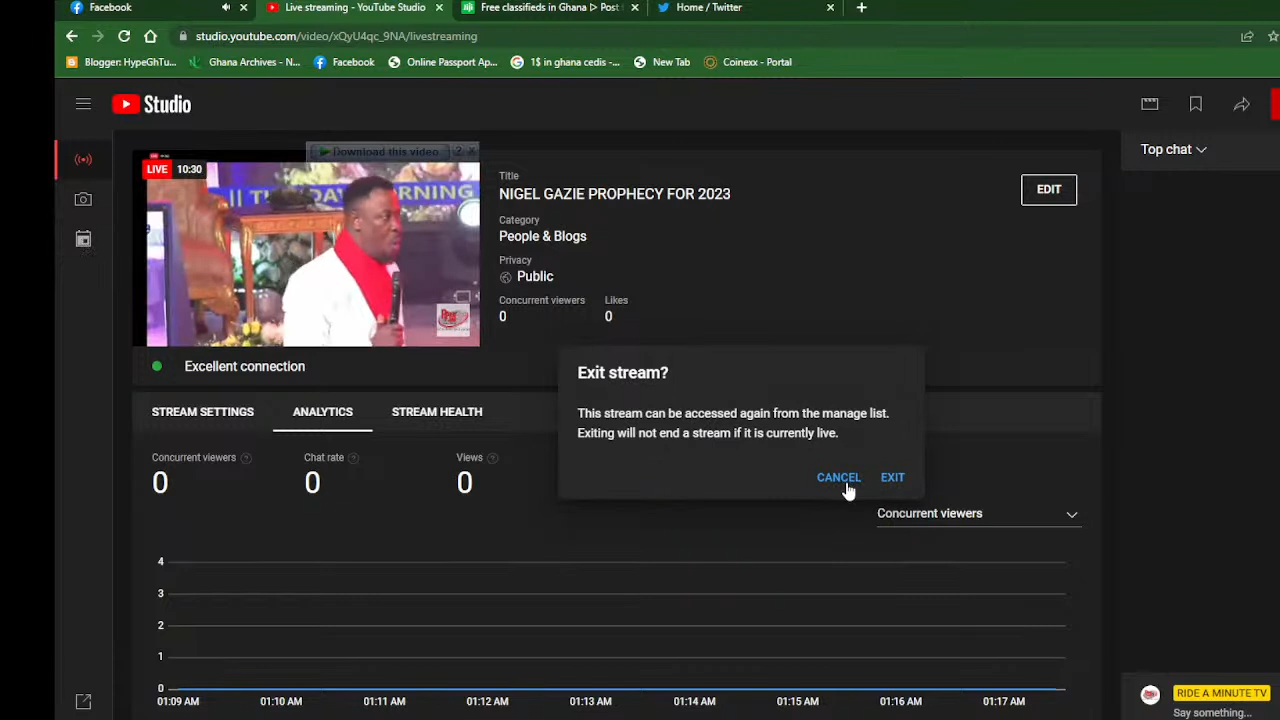 Facebook
Live streaming - YouTube Studio
Free classifieds in Ghana ▷ Post
Home / Twitter
studio.youtube.com/video/xQyU4qc_9NA/livestreaming
Blogger: HypeGhTu...
Ghana Archives - N...
Facebook
Online Passport Ap...
1$ in ghana cedis -...
New Tab
Coinexx - Portal
Studio
Top chat
Download this video
LIVE 10:30
Title
NIGEL GAZIE PROPHECY FOR 2023
EDIT
Category
People & Blogs
Privacy
Public
Concurrent viewers
Likes
0
0
Excellent connection
Exit stream?
This stream can be accessed again from the manage list.
Exiting will not end a stream if it is currently live.
CANCEL
EXIT
STREAM SETTINGS
ANALYTICS
STREAM HEALTH
Concurrent viewers
Chat rate
Views
0
0
0
Concurrent viewers
4
3
2
1
0
01:09 AM
01:10 AM
01:11 AM
01:12 AM
01:13 AM
01:14 AM
01:15 AM
01:16 AM
01:17 AM
RIDE A MINUTE TV
Say something...